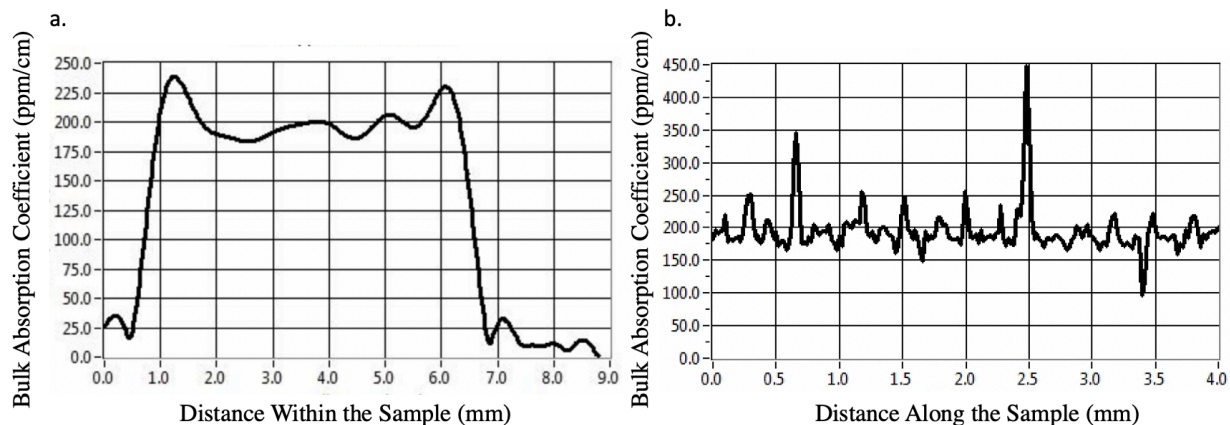 a.
Bulk Absorption Coefficient (ppm/cm)
250.0
225.0
200.0
175.0
150.0
125.0
100.0
75.0
50.0
25.0
0.0
0.0 1.0 2.0 3.0 4.0 5.0 6.0 7.0 8.0 9.0
Distance Within the Sample (mm)
b.
Bulk Absorption Coefficient (ppm/cm)
450.0
400.0
350.0
300.0
250.0
200.0
150.0
100.0
50.0
0.0
0.0 0.5 1.0 1.5 2.0 2.5 3.0 3.5 4.0
Distance Along the Sample (mm)